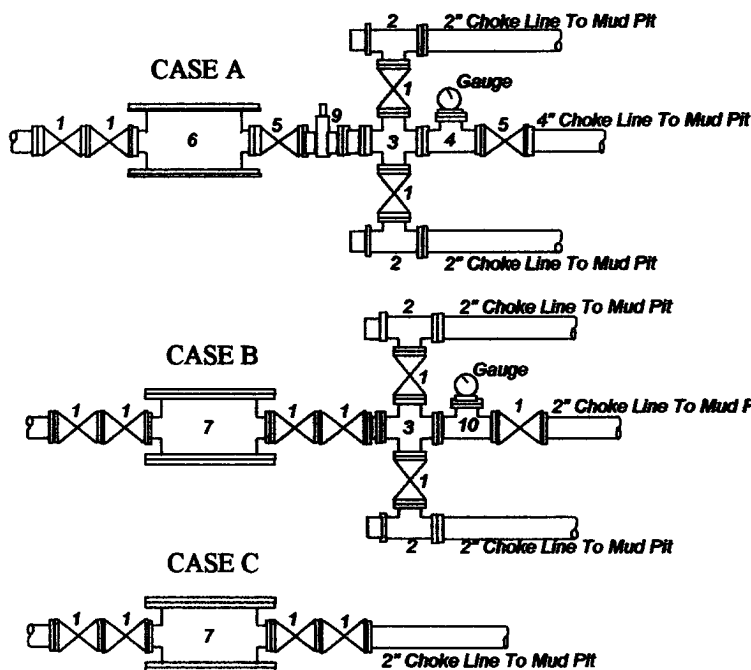 2
2" Choke Line To Mud Pit
CASE A
Gauge
1
1 1 5 9 5
4" Choke Line To Mud Pit
6 3 4
1
2
2" Choke Line To Mud Pit
2
2" Choke Line To Mud Pit
CASE B
Gauge
1
1 1 1 1 1
2" Choke Line To Mud P
7 3 10
1
2
2" Choke Line To Mud Pit
CASE C
1 1 1 1
7
2" Choke Line To Mud Pit